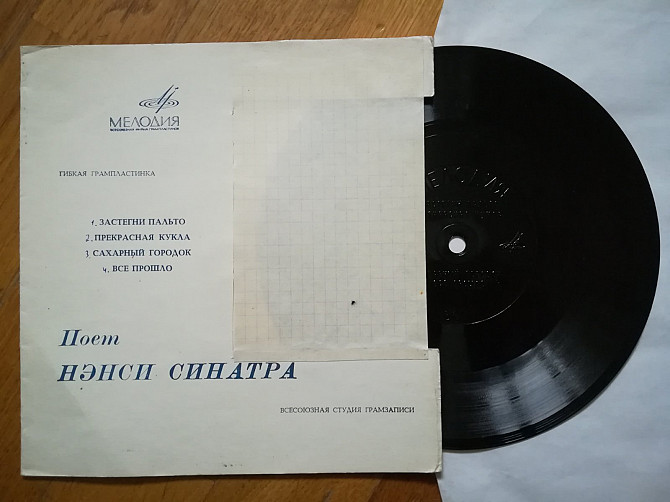 МЕЛОДИЯ
ВСЕСОЮЗНАЯ ФИРМА ГРАМПЛАСТИНОК
ГИБКАЯ ГРАМПЛАСТИНКА
1. ЗАСТЕГНИ ПАЛЬТО
2. ПРЕКРАСНАЯ КУКЛА
3 САХАРНЫЙ ГОРОДОК
4. ВСЕ ПРОШЛО
Поет
НЭНСИ СИНАТРА
ВСЕСОЮЗНАЯ СТУДИЯ ГРАМЗАПИСИ
ЕЛОДИЯ